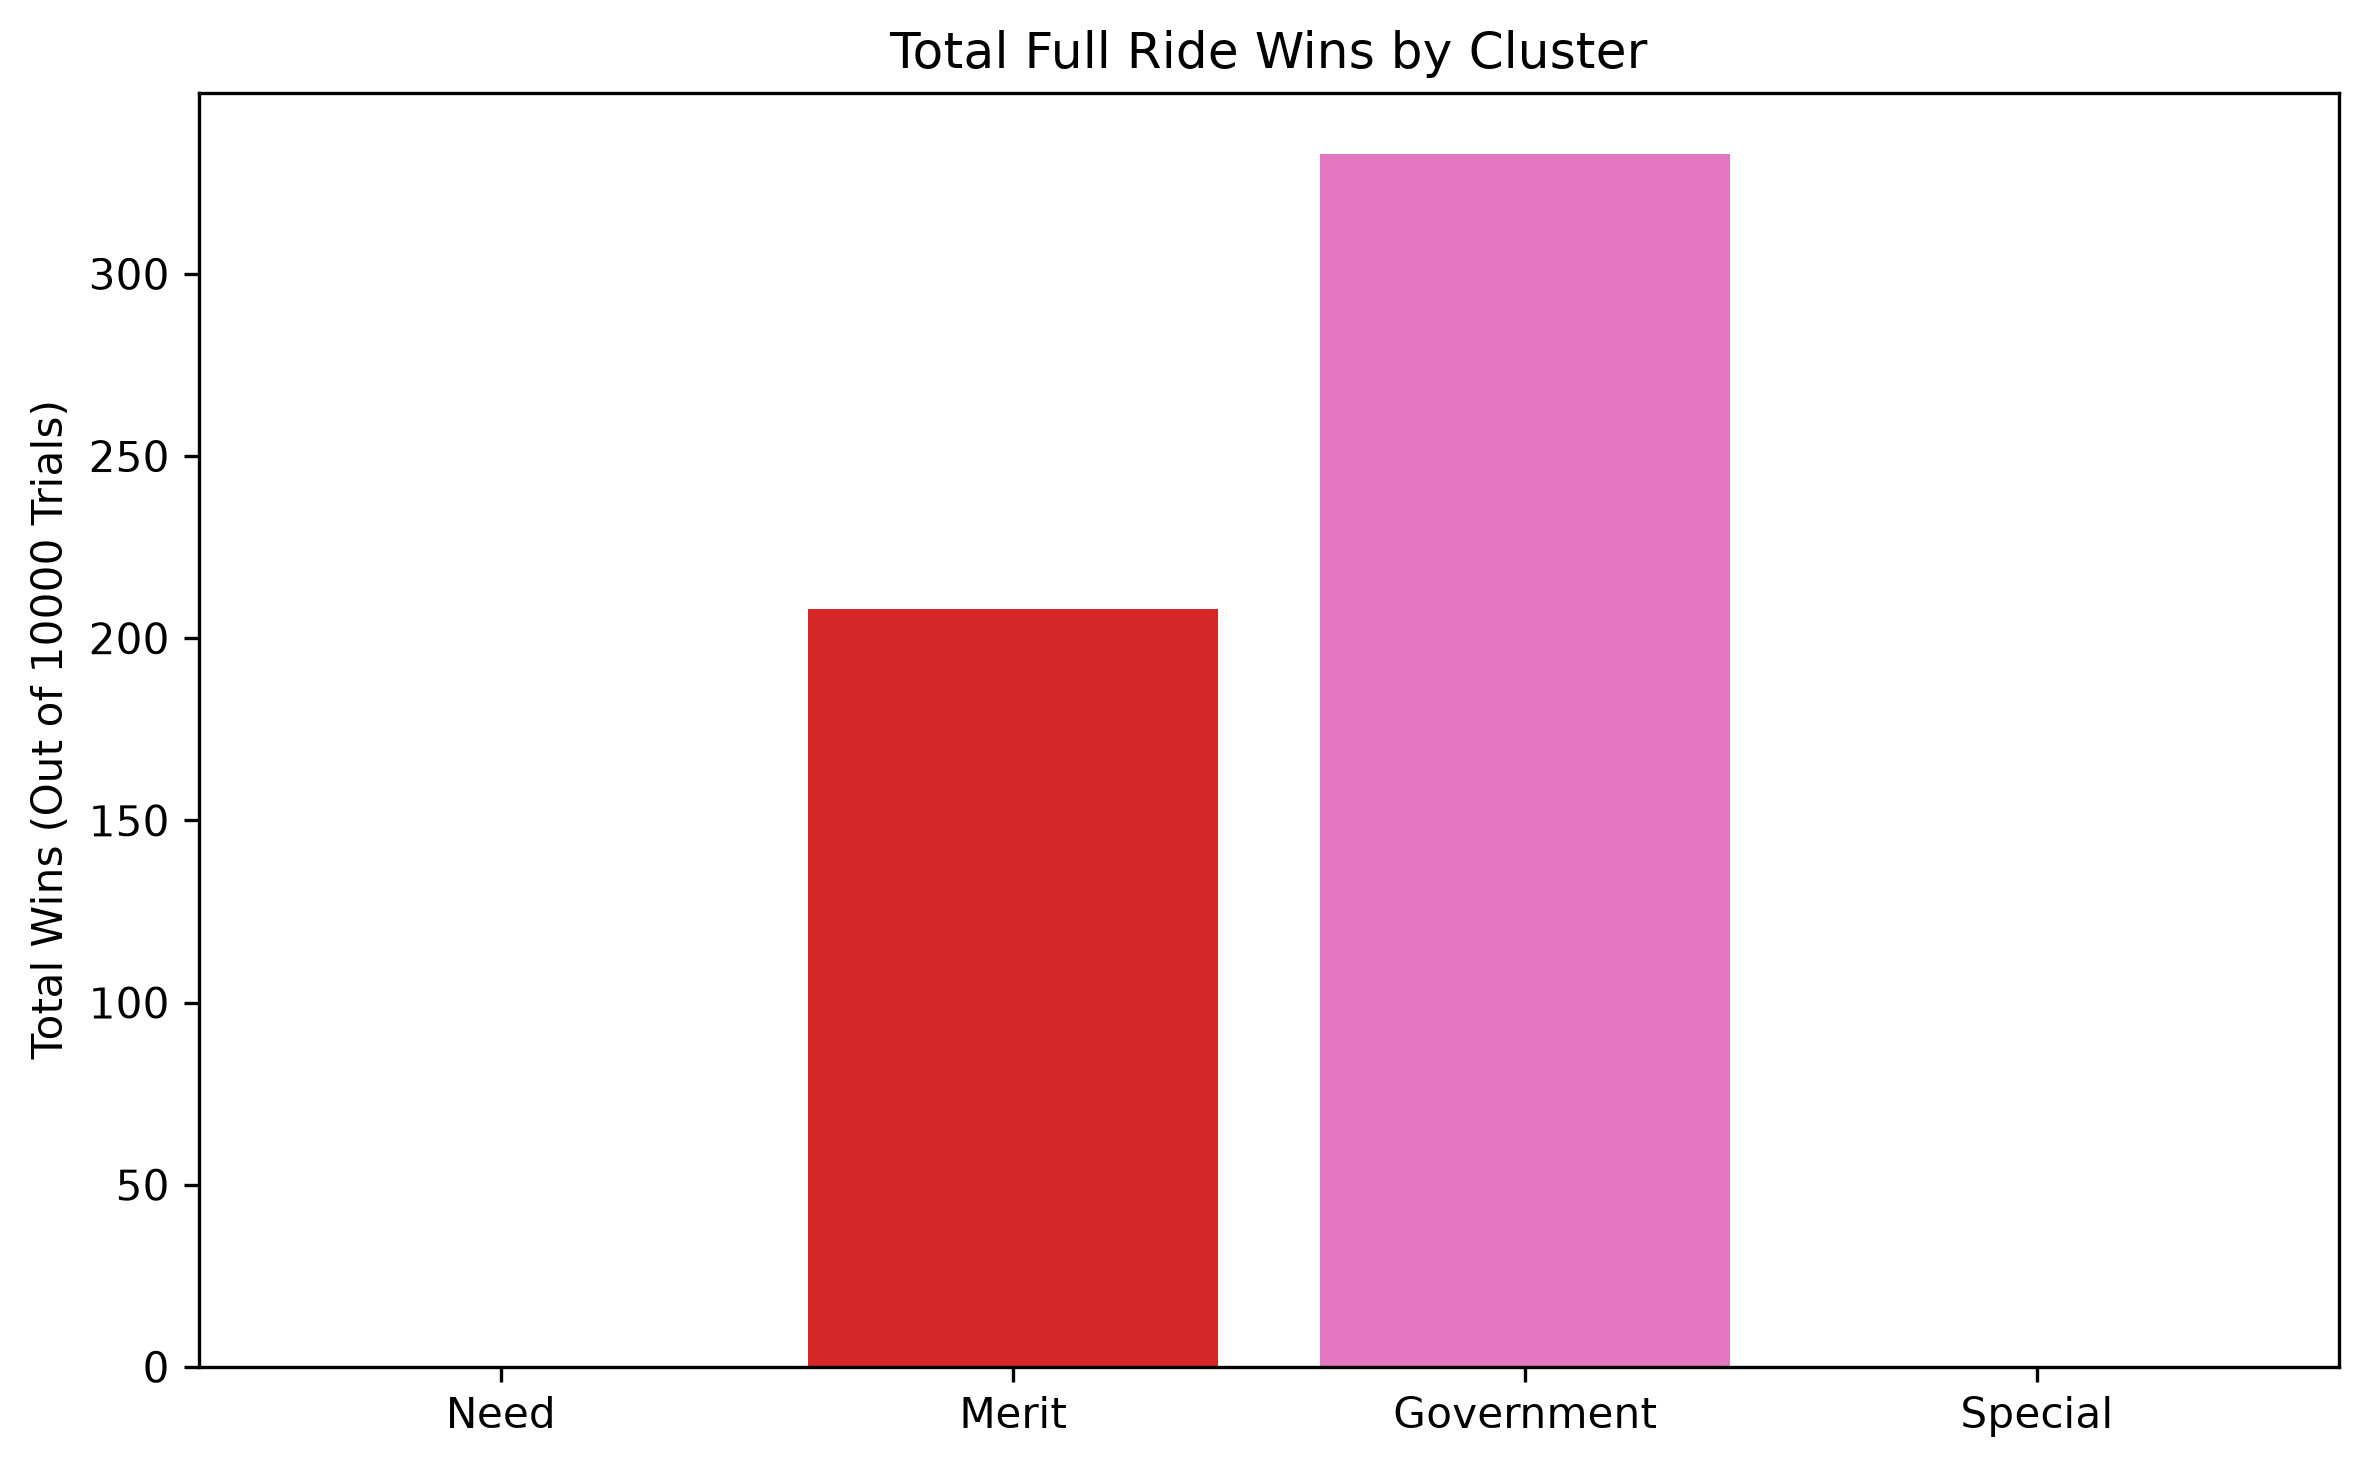 Total Full Ride Wins by Cluster
Total Wins (Out of 10000 Trials)
300
250
200
150
100
50
0
Need
Merit
Government
Special